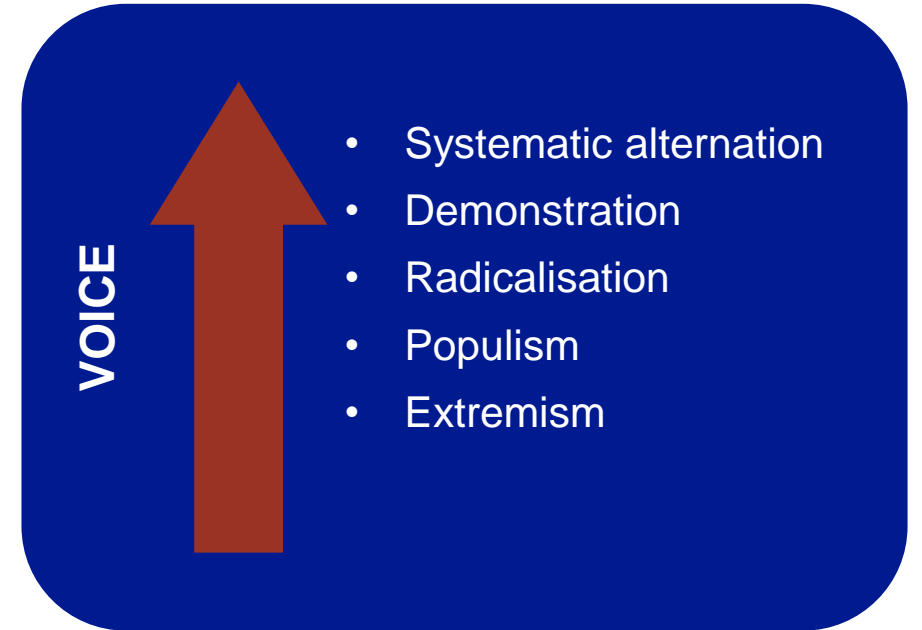 VOICE
• Systematic alternation
• Demonstration
• Radicalisation
• Populism
• Extremism